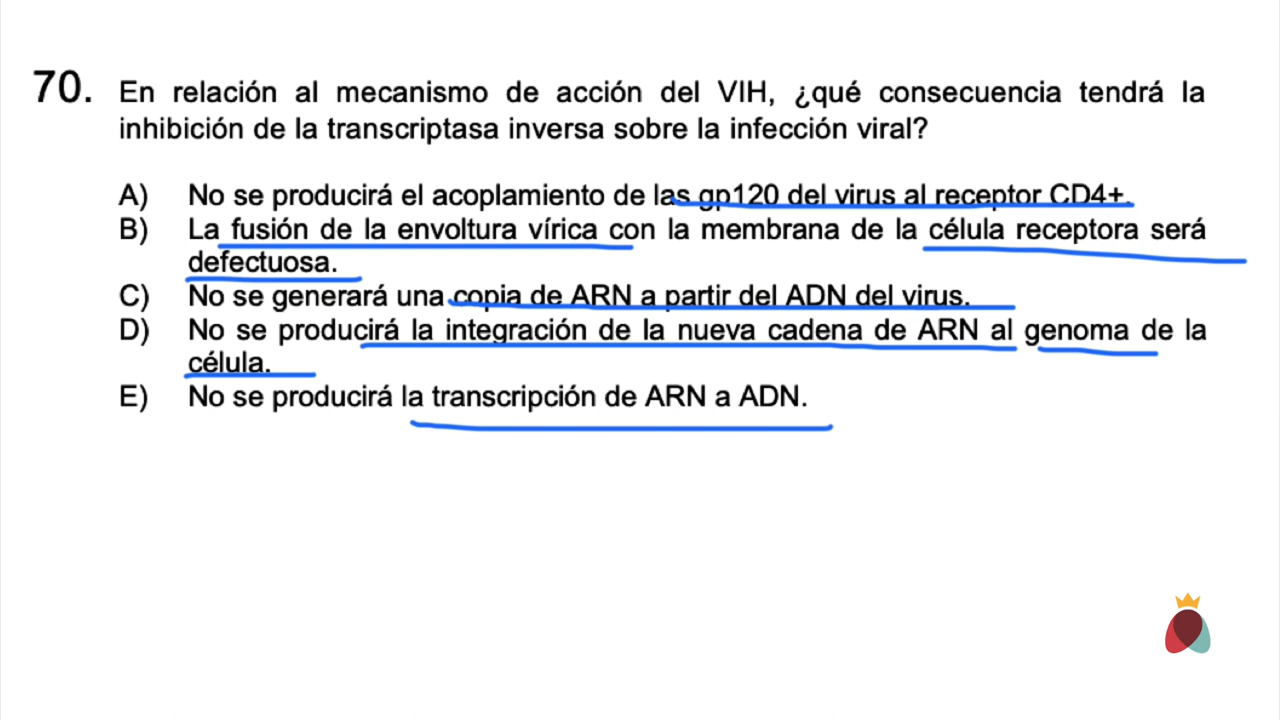 70. En relación al mecanismo de acción del VIH, ¿qué consecuencia tendrá la
inhibición de la transcriptasa inversa sobre la infección viral?
A) No se producirá el acoplamiento de las gp120 del virus al receptor CD4+.
B) La fusión de la envoltura vírica con la membrana de la célula receptora será
defectuosa.
C) No se generará una copia de ARN a partir del ADN del virus.
D) No se producirá la integración de la nueva cadena de ARN al genoma de la
célula.
E) No se producirá la transcripción de ARN a ADN.